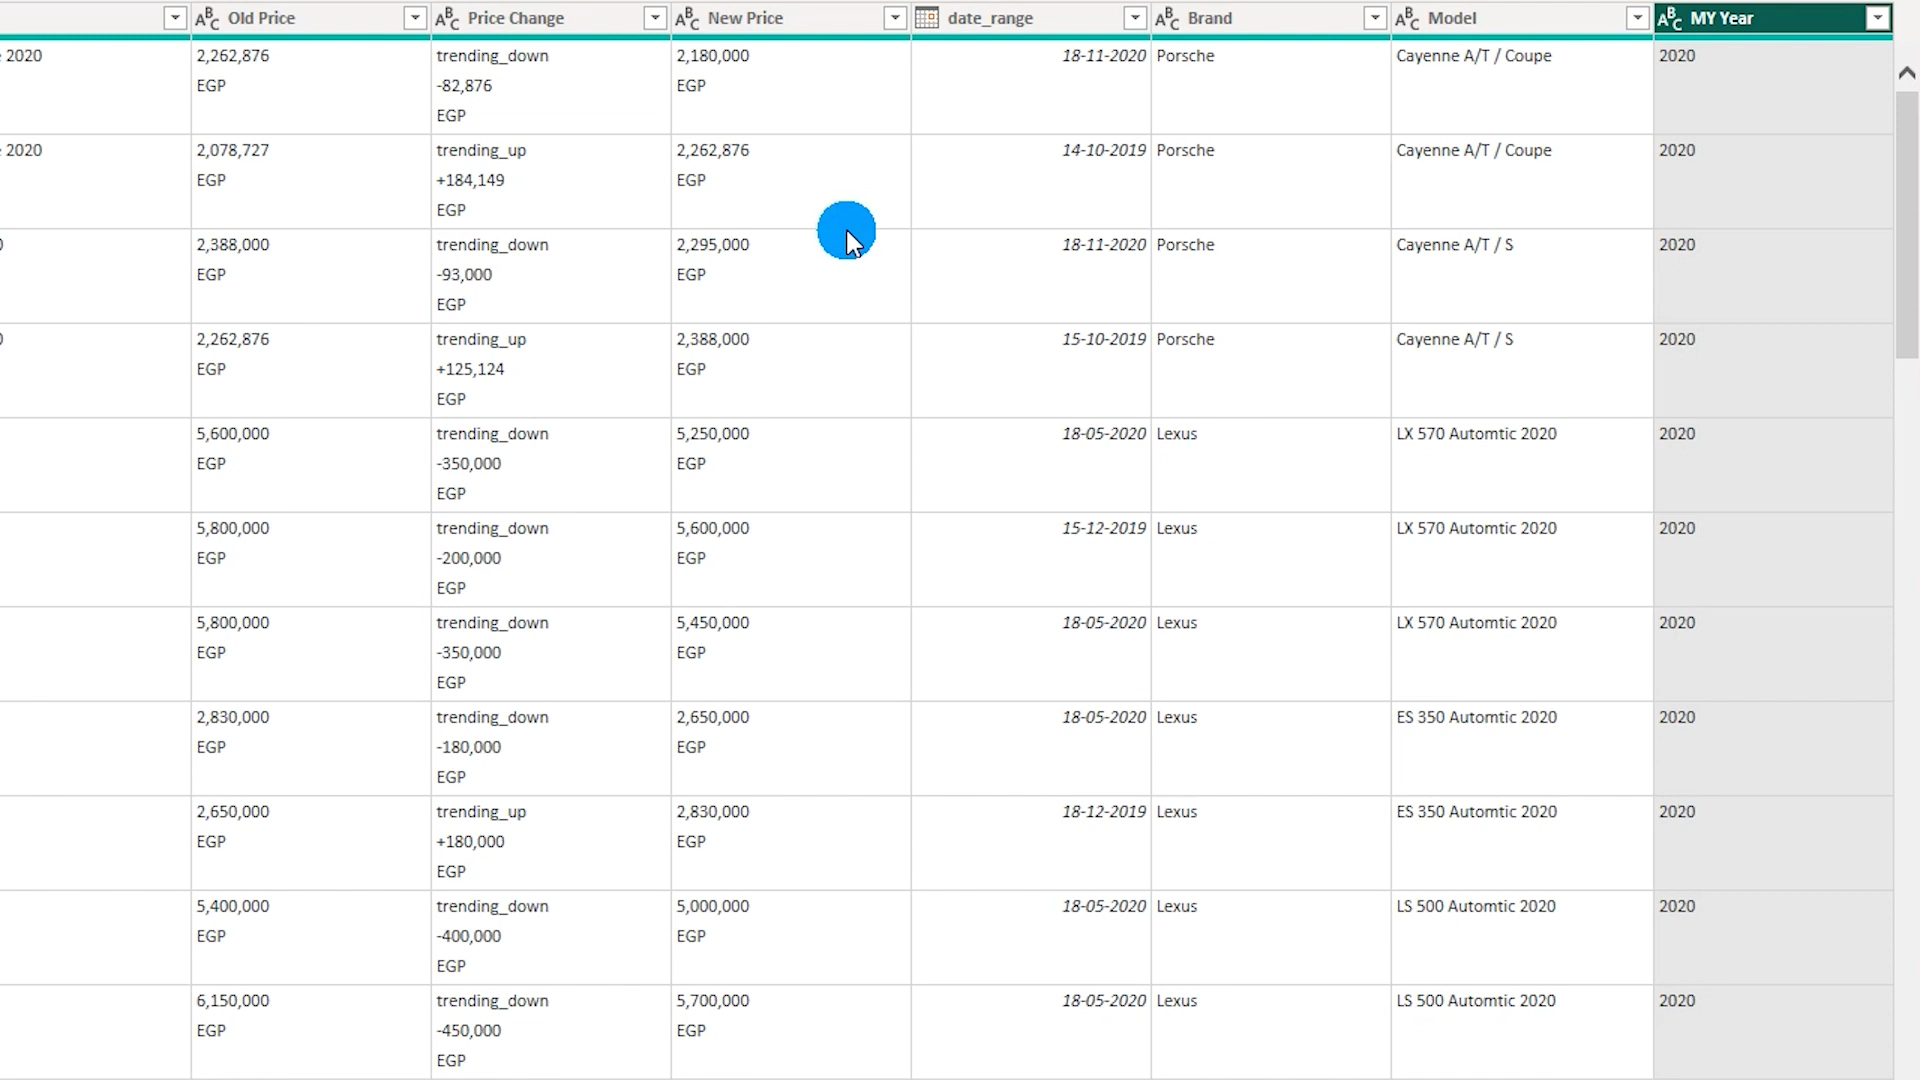 ABC Old Price ABC Price Change ABC New Price date_range ABC Brand ABC Model ABC MY Year
2020 2,262,876 trending_down 2,180,000 18-11-2020 Porsche Cayenne A/T / Coupe 2020
EGP -82,876 EGP
EGP
2020 2,078,727 trending_up 2,262,876 14-10-2019 Porsche Cayenne A/T / Coupe 2020
EGP +184,149 EGP
EGP
2,388,000 trending_down 2,295,000 18-11-2020 Porsche Cayenne A/T / S 2020
EGP -93,000 EGP
EGP
2,262,876 trending_up 2,388,000 15-10-2019 Porsche Cayenne A/T / S 2020
EGP +125,124 EGP
EGP
5,600,000 trending_down 5,250,000 18-05-2020 Lexus LX 570 Automtic 2020 2020
EGP -350,000 EGP
EGP
5,800,000 trending_down 5,600,000 15-12-2019 Lexus LX 570 Automtic 2020 2020
EGP -200,000 EGP
EGP
5,800,000 trending_down 5,450,000 18-05-2020 Lexus LX 570 Automtic 2020 2020
EGP -350,000 EGP
EGP
2,830,000 trending_down 2,650,000 18-05-2020 Lexus ES 350 Automtic 2020 2020
EGP -180,000 EGP
EGP
2,650,000 trending_up 2,830,000 18-12-2019 Lexus ES 350 Automtic 2020 2020
EGP +180,000 EGP
EGP
5,400,000 trending_down 5,000,000 18-05-2020 Lexus LS 500 Automtic 2020 2020
EGP -400,000 EGP
EGP
6,150,000 trending_down 5,700,000 18-05-2020 Lexus LS 500 Automtic 2020 2020
EGP -450,000 EGP
EGP